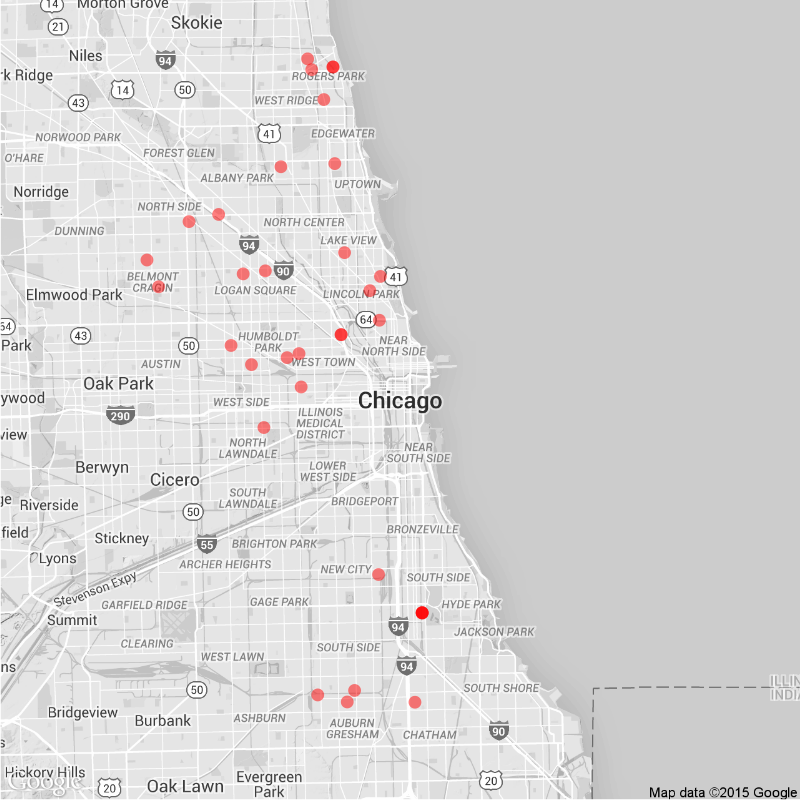 14
Morton Grove
21
Skokie
Niles
94
rk Ridge
ROGERS PARK
14
50
43
WEST RIDGE
41
EDGEWATER
NORWOOD PARK
O'HARE
FOREST GLEN
ALBANY PARK
UPTOWN
Norridge
NORTH SIDE
NORTH CENTER
DUNNING
LAKE VIEW
94
90
41
BELMONT
CRAGIN
LOGAN SQUARE
LINCOLN PARK
Elmwood Park
64
64
43
50
Park
HUMBOLDT
PARK
NEAR
NORTH SIDE
AUSTIN
WEST TOWN
Oak Park
ywood
WEST SIDE
Chicago
290
ILLINOIS
MEDICAL
DISTRICT
view
NORTH
LAWNDALE
NEAR
SOUTH SIDE
Berwyn
LOWER
WEST SIDE
Cicero
SOUTH
LAWNDALE
ge
Riverside
50
BRIDGEPORT
field
Stickney
55
BRONZEVILLE
BRIGHTON PARK
Lyons
ARCHER HEIGHTS
NEW CITY
SOUTH SIDE
Stevenson Expy
GARFIELD RIDGE
GAGE PARK
HYDE PARK
Summit
94
JACKSON PARK
CLEARING
SOUTH SIDE
WEST LAWN
94
ns
50
SOUTH SHORE
ILLIN
INDIA
Bridgeview
Burbank
ASHBURN
AUBURN
GRESHAM
CHATHAM
90
s
Hickory Hills
Google
20
Oak Lawn
Evergreen
Park
20
Map data ©2015 Google